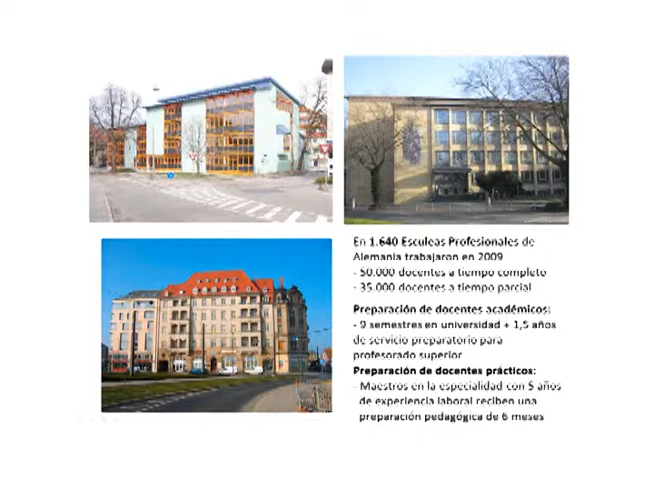 En 1.640 Esculeas Profesionales de
Alemania trabajaron en 2009
- 50.000 docentes a tiempo completo
- 35.000 docentes a tiempo parcial
Preparación de docentes académicos:
- 9 semestres en universidad + 1,5 años
de servicio preparatorio para
profesorado superior
Preparación de docentes prácticos:
- Maestros en la especialidad con 5 años
de experiencia laboral reciben una
preparación pedagógica de 6 meses